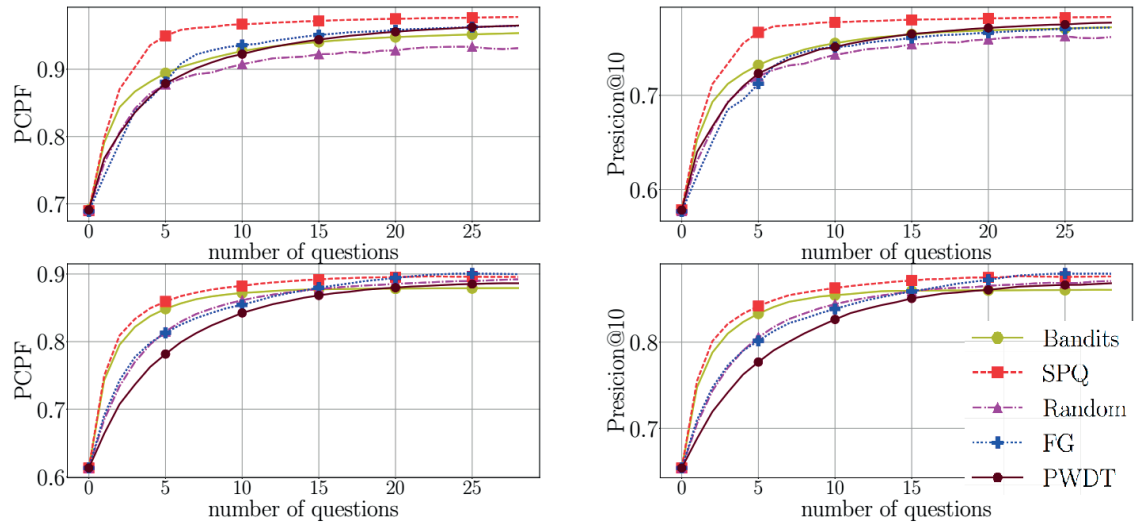 PCPF
0.9
0.8
0.7
0 5 10 15 20 25
number of questions
Presicion@10
0.7
0.6
0 5 10 15 20 25
number of questions
PCPF
0.9
0.8
0.7
0.6
0 5 10 15 20 25
number of questions
Presicion@10
0.8
0.7
0 5 10 15 20 25
number of questions
Bandits
SPQ
Random
FG
PWDT